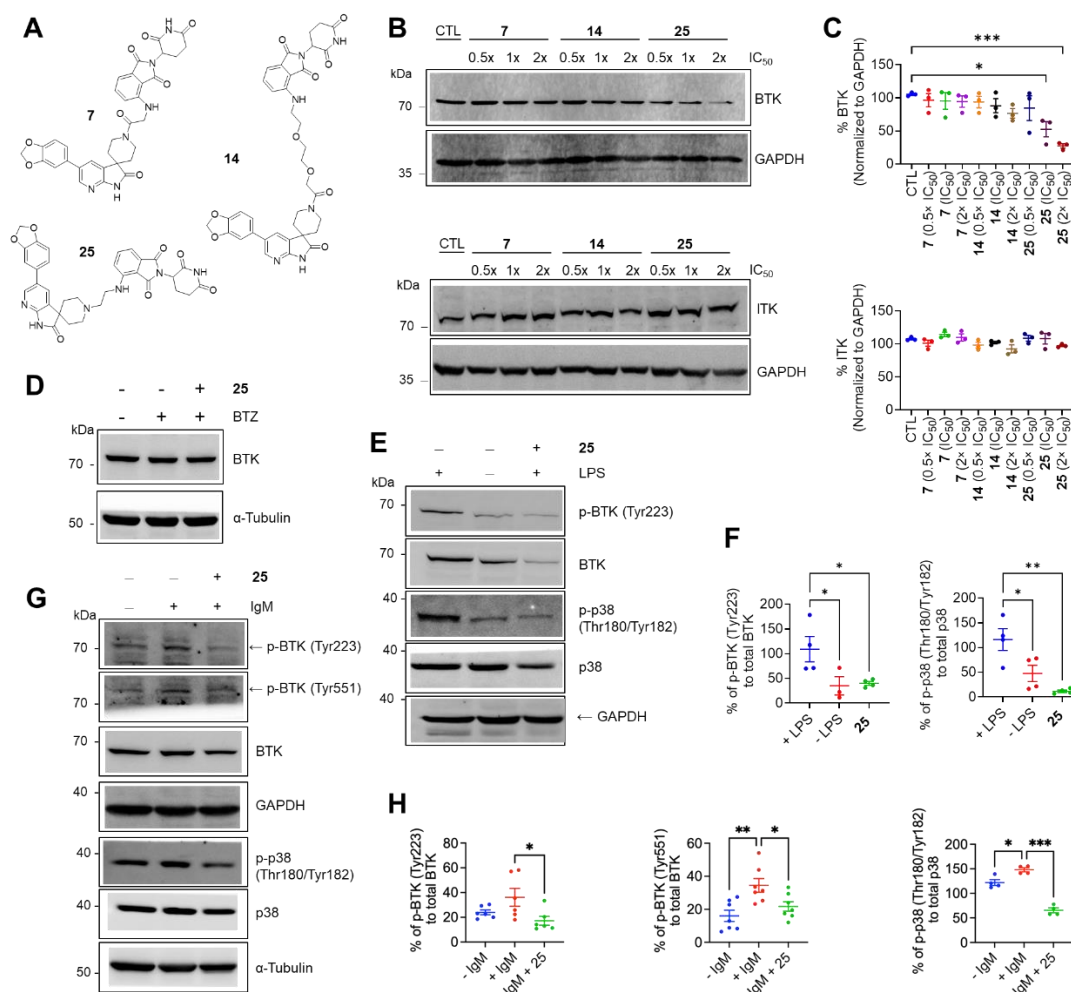 A
7
14
25
B
CTL 7 14 25
kDa 0.5x 1x 2x 0.5x 1x 2x 0.5x 1x 2x IC50
70 BTK
35 GAPDH
CTL 7 14 25
kDa 0.5x 1x 2x 0.5x 1x 2x 0.5x 1x 2x IC50
70 ITK
35 GAPDH
C
% BTK
(Normalized to GAPDH)
150
100
50
0
***
*
CTL
7 (0.5× IC50)
7 (IC50)
7 (2× IC50)
14 (0.5× IC50)
14 (IC50)
14 (2× IC50)
25 (0.5× IC50)
25 (IC50)
25 (2× IC50)
% ITK
(Normalized to GAPDH)
150
100
50
0
CTL
7 (0.5× IC50)
7 (IC50)
7 (2× IC50)
14 (0.5× IC50)
14 (IC50)
14 (2× IC50)
25 (0.5× IC50)
25 (IC50)
25 (2× IC50)
D
- - + 25
- + + BTZ
kDa
70 - BTK
50 - α-Tubulin
E
– – + 25
+ – + LPS
kDa
70 p-BTK (Tyr223)
70 BTK
40 p-p38
(Thr180/Tyr182)
40 p38
← GAPDH
F
% of p-BTK (Tyr223)
to total BTK
200
150
100
50
0
* *
+ LPS
- LPS
25
% of p-p38 (Thr180/Tyr182)
to total p38
200
150
100
50
0
* **
+ LPS
- LPS
25
G
– – + 25
– + + IgM
kDa
70 ← p-BTK (Tyr223)
70 ← p-BTK (Tyr551)
70 BTK
40 GAPDH
40 p-p38
(Thr180/Tyr182)
40 p38
50 α-Tubulin
H
% of p-BTK (Tyr223)
to total BTK
80
60
40
20
0
*
- IgM
+ IgM
IgM + 25
% of p-BTK (Tyr551)
to total BTK
80
60
40
20
0
** *
- IgM
+ IgM
IgM + 25
% of p-p38 (Thr180/Tyr182)
to total p38
200
150
100
50
0
* ***
- IgM
+ IgM
IgM + 25